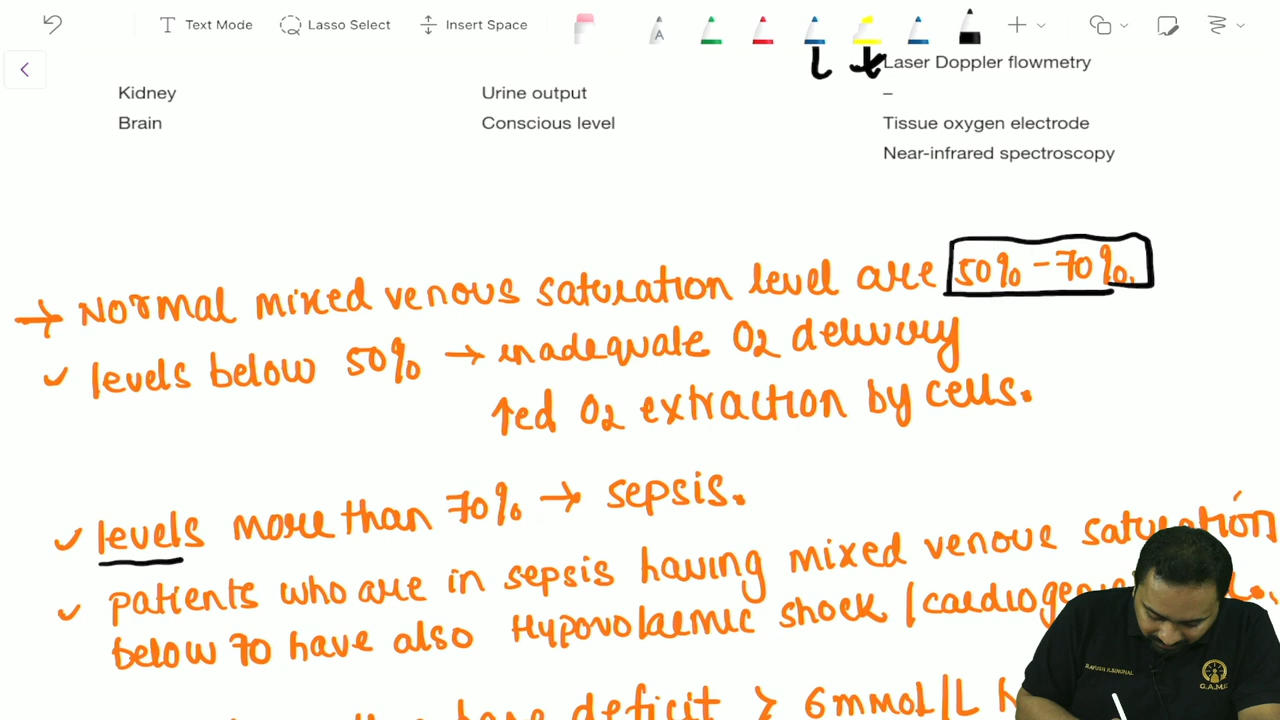 Text Mode Lasso Select Insert Space
Laser Doppler flowmetry
Kidney Urine output –
Brain Conscious level Tissue oxygen electrode
Near-infrared spectroscopy
→ Normal mixed venous saturation level are 50% - 70%.
✓ levels below 50% → inadequate O2 delivery
↑ed O2 extraction by cells.
✓ levels more than 70% → sepsis.
✓ patients who are in sepsis having mixed venous saturation
below 70 have also Hypovolaemic shock /
base deficit > 6mmol/L
G.A.M.E